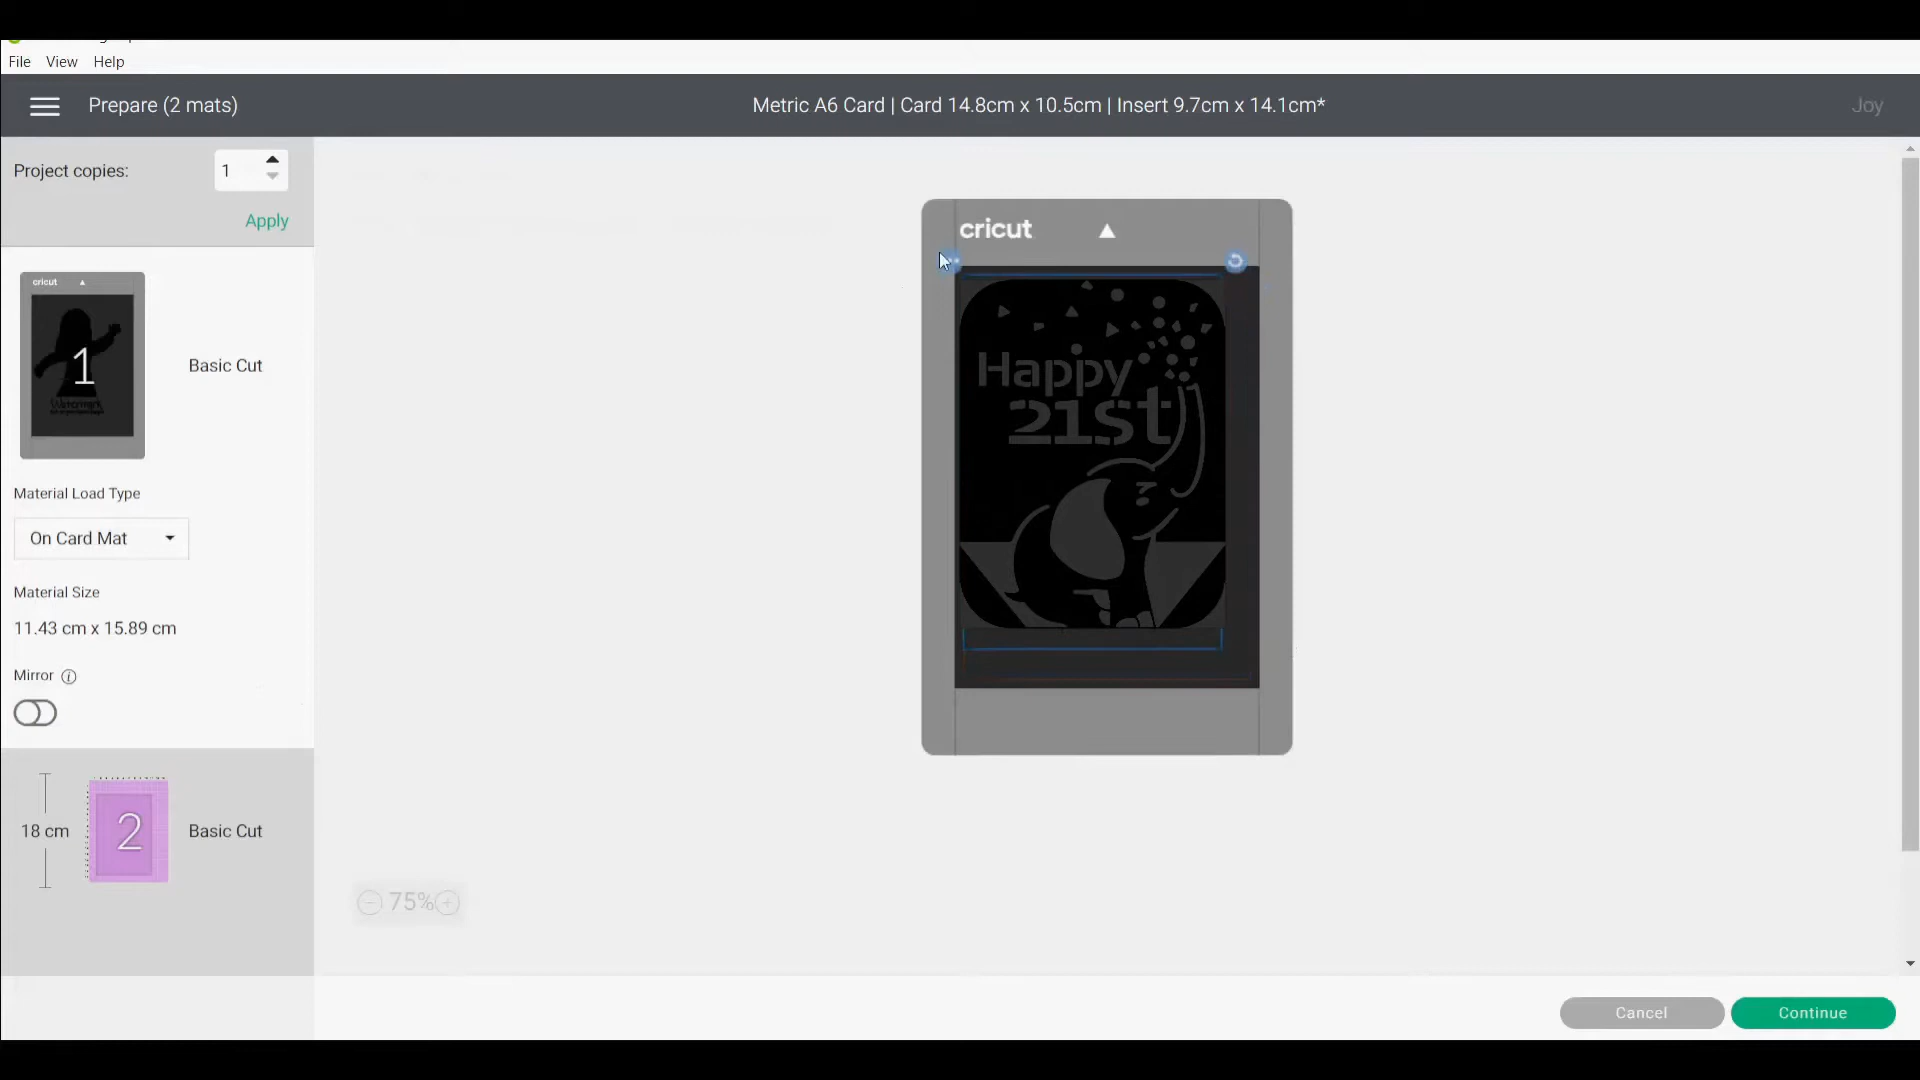 File View Help
Prepare (2 mats)
Metric A6 Card | Card 14.8cm x 10.5cm | Insert 9.7cm x 14.1cm*
Joy
Project copies:
1
Apply
cricut
1
Basic Cut
Material Load Type
On Card Mat
Material Size
11.43 cm x 15.89 cm
Mirror
18 cm
2
Basic Cut
cricut
Happy
21st
75%
Cancel
Continue